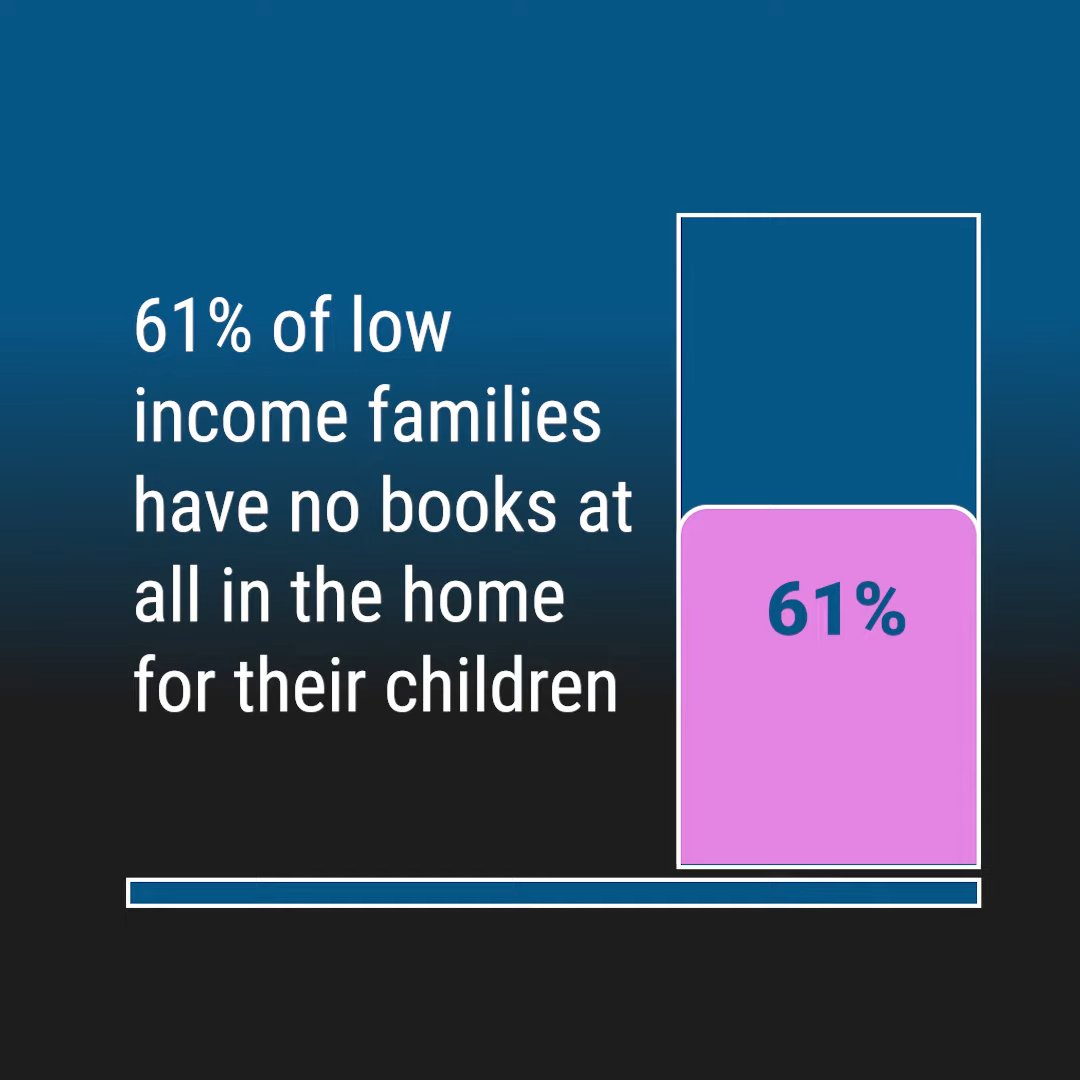 61% of low
income families
have no books at
all in the home
for their children
61%